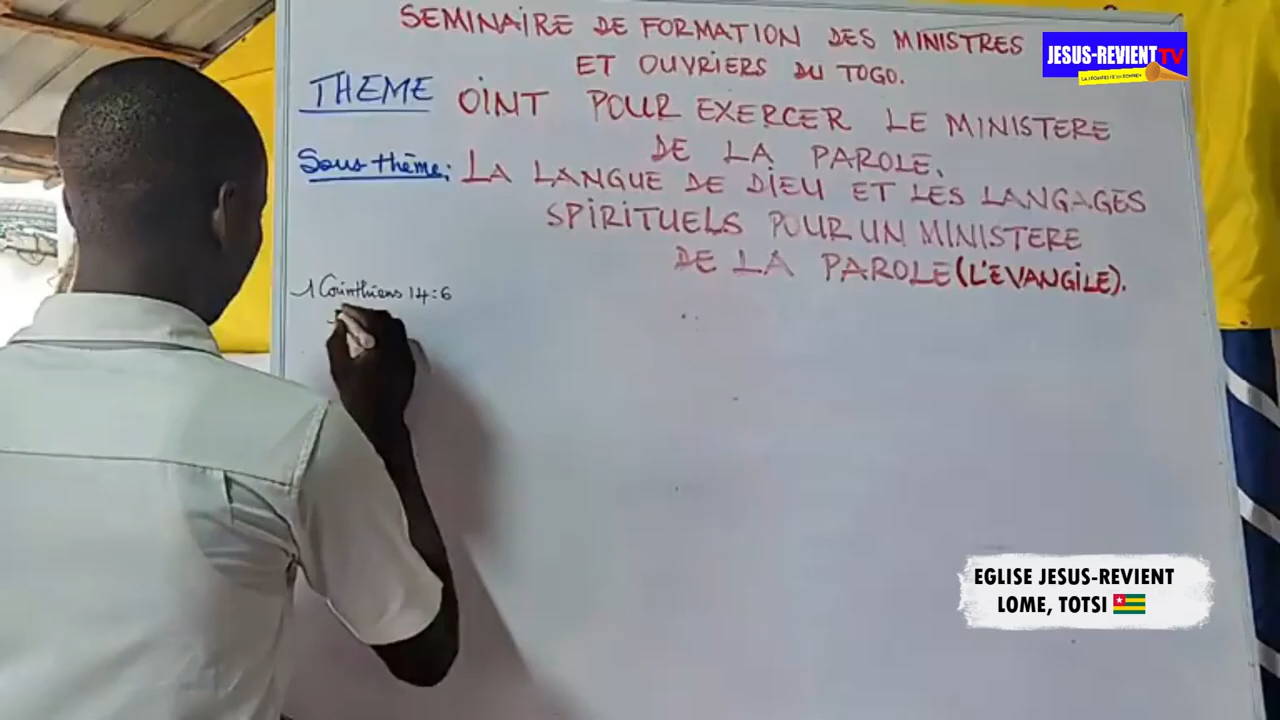 SEMINAIRE DE FORMATION DES MINISTRES
ET OUVRIERS DU TOGO.
THEME OINT POUR EXERCER LE MINISTERE
DE LA PAROLE.
Sous thème: LA LANGUE DE DIEU ET LES LANGAGES
SPIRITUELS POUR UN MINISTERE
DE LA PAROLE (L'EVANGILE).
1 Corinthiens 14:6
JESUS-REVIENT TV
EGLISE JESUS-REVIENT
LOME, TOTSI